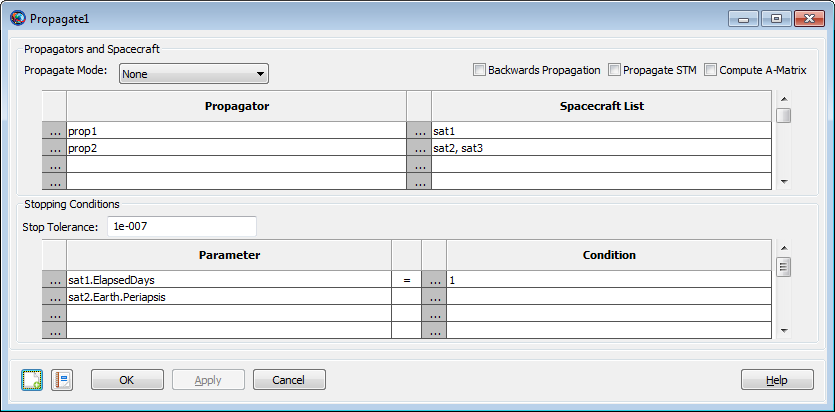 Propagate1
Propagators and Spacecraft
Propagate Mode: None Backwards Propagation Propagate STM Compute A-Matrix
Propagator Spacecraft List
... prop1 ... sat1
... prop2 ... sat2, sat3
... ...
... ...
Stopping Conditions
Stop Tolerance: 1e-007
Parameter Condition
... sat1.ElapsedDays = ... 1
... sat2.Earth.Periapsis ...
... ...
... ...
OK Apply Cancel Help